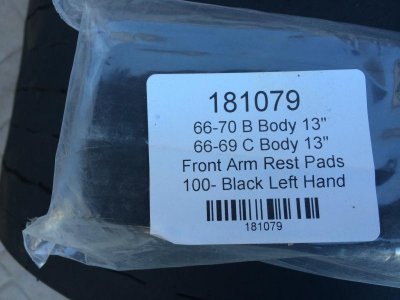 181079
66-70 B Body 13"
66-69 C Body 13"
Front Arm Rest Pads
100- Black Left Hand
181079